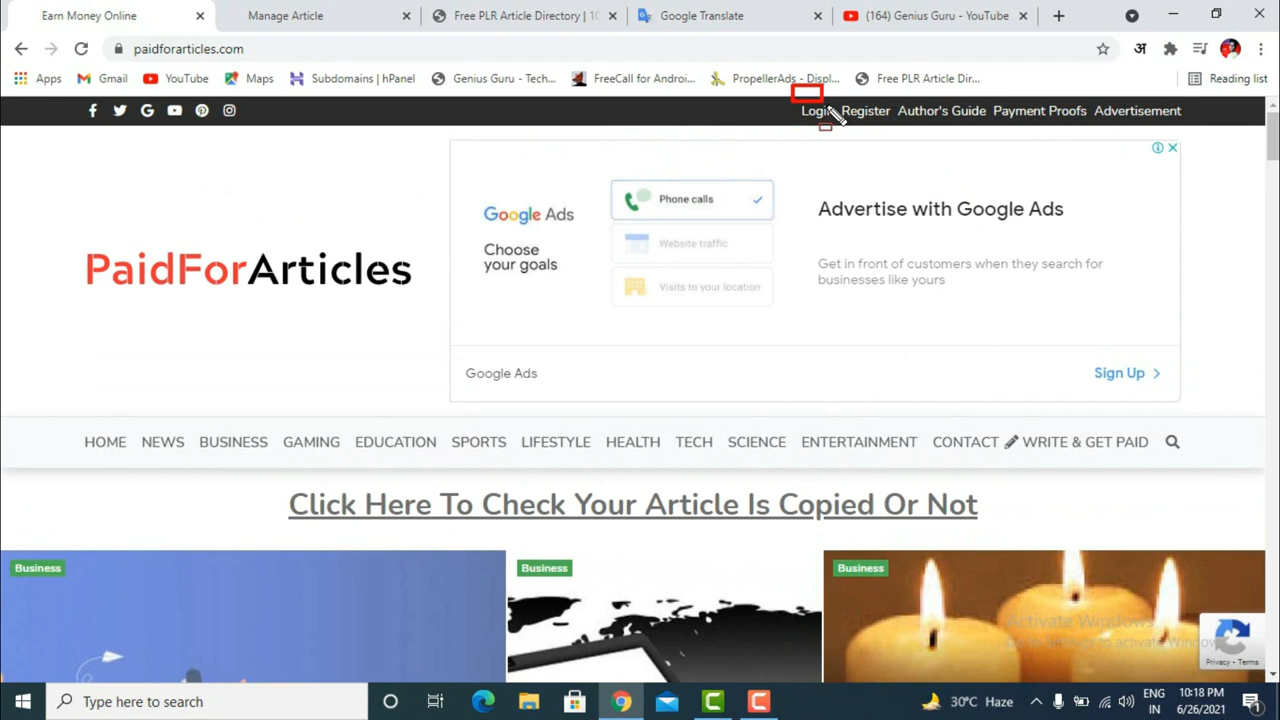 Earn Money Online
Manage Article
Free PLR Article Directory | 10
Google Translate
(164) Genius Guru - YouTube
paidforarticles.com
अ
Apps
Gmail
YouTube
Maps
Subdomains | hPanel
Genius Guru - Tech...
FreeCall for Androi...
PropellerAds - Displ...
Free PLR Article Dir...
Reading list
Login
Register
Author's Guide
Payment Proofs
Advertisement
PaidForArticles
Google Ads
Choose
your goals
Phone calls
Website traffic
Visits to your location
Advertise with Google Ads
Get in front of customers when they search for
businesses like yours
Google Ads
Sign Up
HOME
NEWS
BUSINESS
GAMING
EDUCATION
SPORTS
LIFESTYLE
HEALTH
TECH
SCIENCE
ENTERTAINMENT
CONTACT
WRITE & GET PAID
Click Here To Check Your Article Is Copied Or Not
Business
Business
Business
Activate Windows
to activate Windows
Privacy - Terms
Type here to search
30°C Haze
ENG
IN
10:18 PM
6/26/2021
1